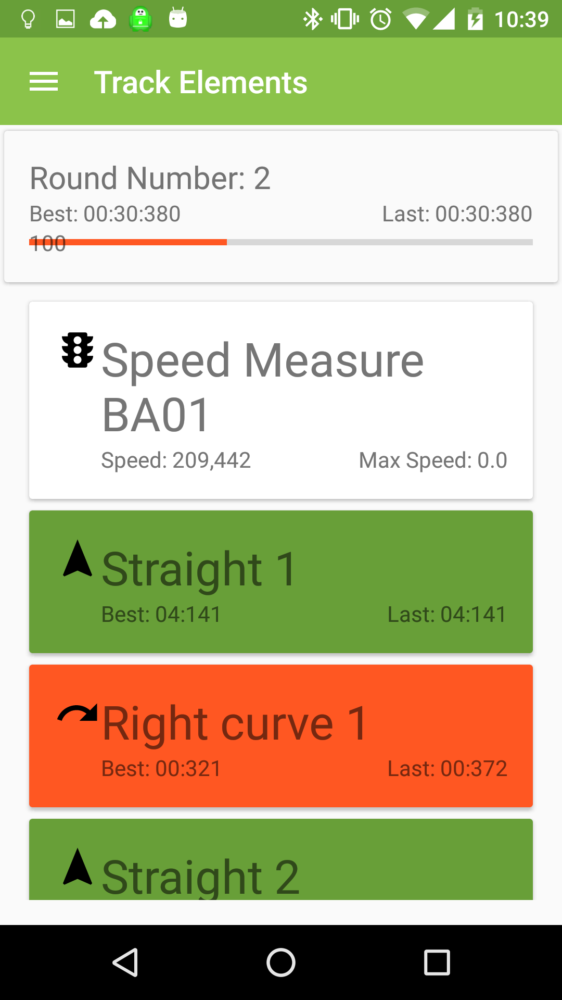 10:39
Track Elements
Round Number: 2
Best: 00:30:380 Last: 00:30:380
100
Speed Measure
BA01
Speed: 209,442 Max Speed: 0.0
Straight 1
Best: 04:141 Last: 04:141
Right curve 1
Best: 00:321 Last: 00:372
Straight 2